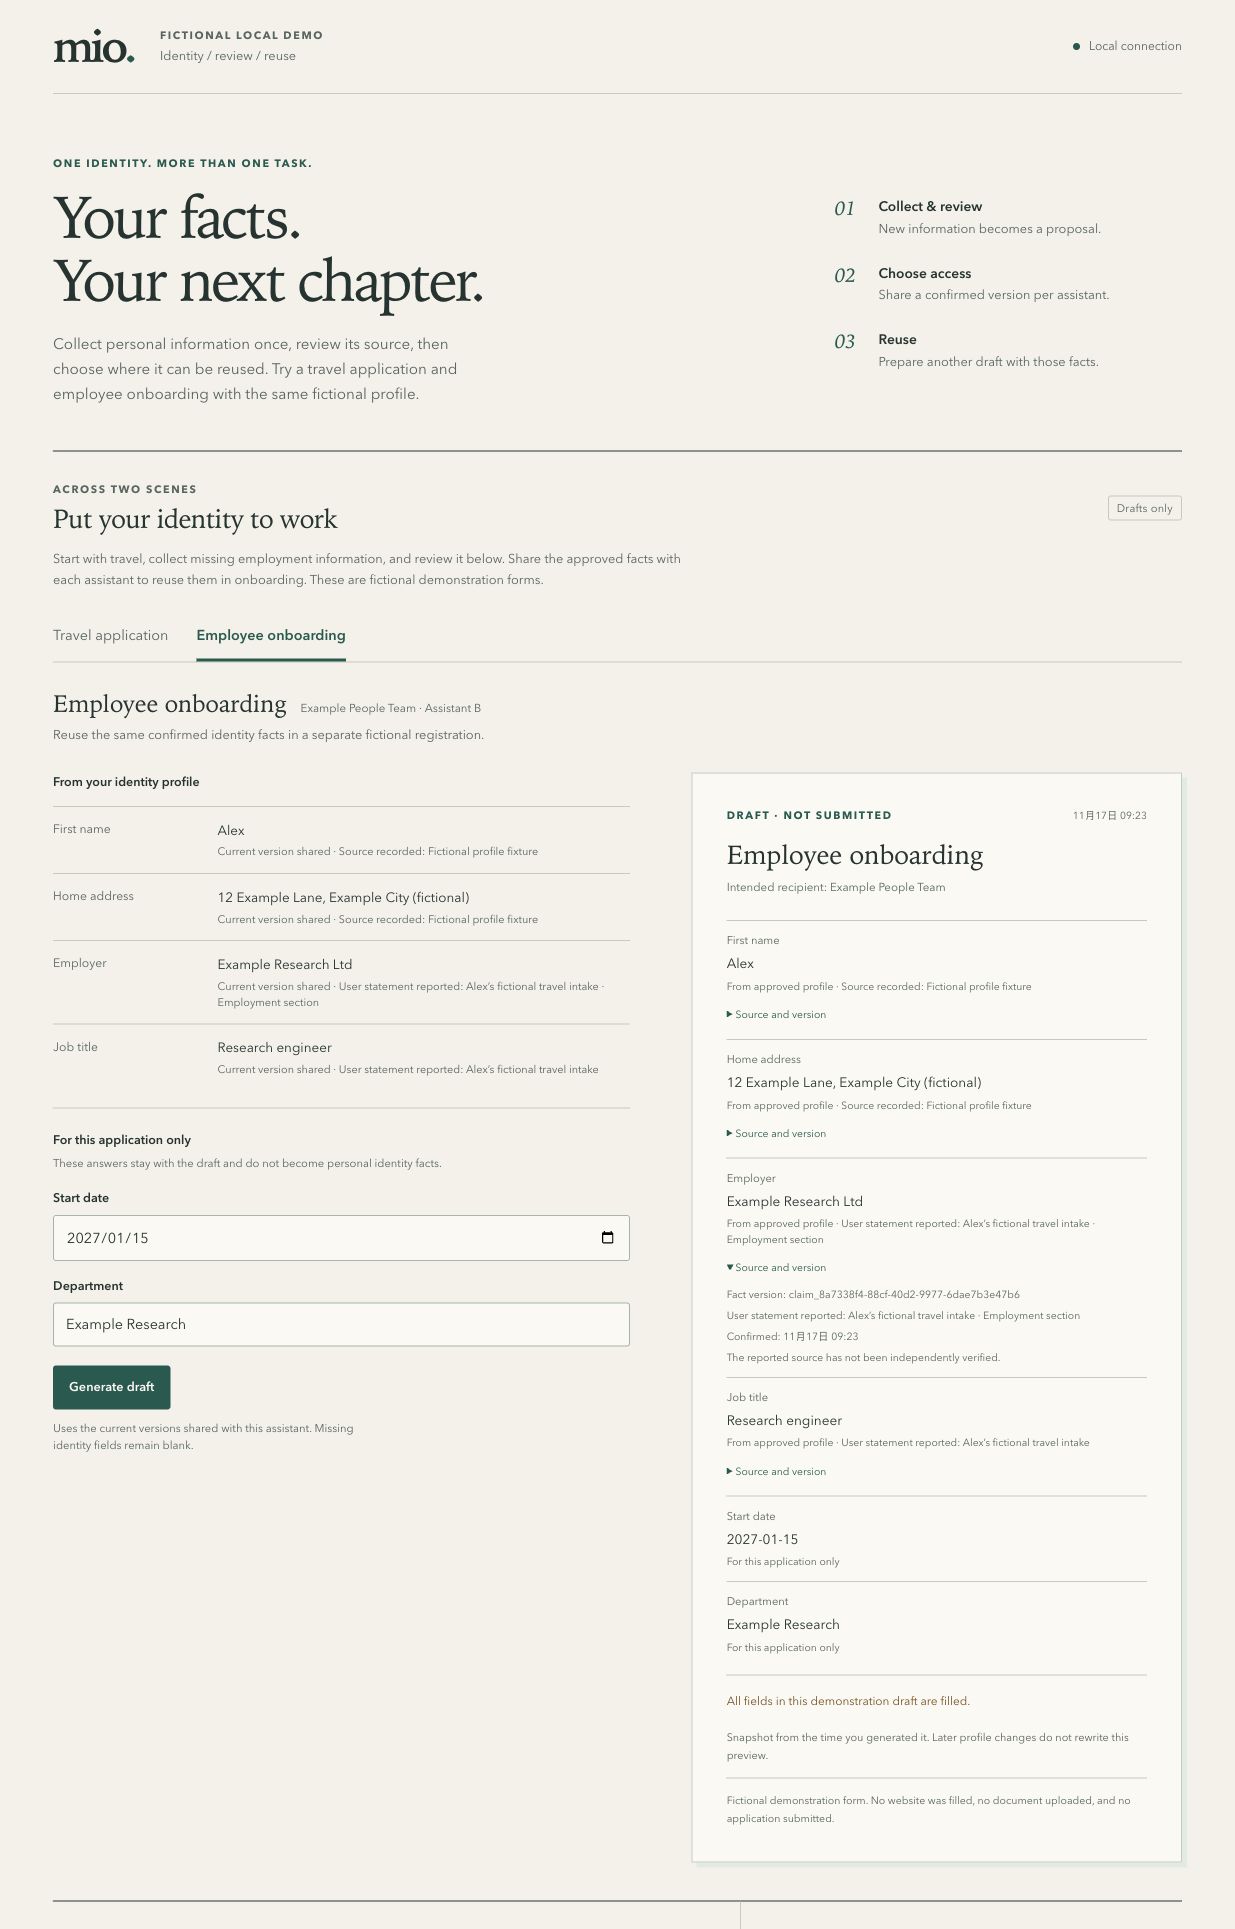 mio.
FICTIONAL LOCAL DEMO
Identity / review / reuse
Local connection
ONE IDENTITY. MORE THAN ONE TASK.
Your facts.
Your next chapter.
Collect personal information once, review its source, then
choose where it can be reused. Try a travel application and
employee onboarding with the same fictional profile.
01
Collect & review
New information becomes a proposal.
02
Choose access
Share a confirmed version per assistant.
03
Reuse
Prepare another draft with those facts.
ACROSS TWO SCENES
Put your identity to work
Drafts only
Start with travel, collect missing employment information, and review it below. Share the approved facts with
each assistant to reuse them in onboarding. These are fictional demonstration forms.
Travel application
Employee onboarding
Employee onboarding
Example People Team · Assistant B
Reuse the same confirmed identity facts in a separate fictional registration.
From your identity profile
First name
Alex
Current version shared · Source recorded: Fictional profile fixture
Home address
12 Example Lane, Example City (fictional)
Current version shared · Source recorded: Fictional profile fixture
Employer
Example Research Ltd
Current version shared · User statement reported: Alex's fictional travel intake ·
Employment section
Job title
Research engineer
Current version shared · User statement reported: Alex's fictional travel intake
For this application only
These answers stay with the draft and do not become personal identity facts.
Start date
2027/01/15
Department
Example Research
Generate draft
Uses the current versions shared with this assistant. Missing
identity fields remain blank.
DRAFT · NOT SUBMITTED
11月17日 09:23
Employee onboarding
Intended recipient: Example People Team
First name
Alex
From approved profile · Source recorded: Fictional profile fixture
Source and version
Home address
12 Example Lane, Example City (fictional)
From approved profile · Source recorded: Fictional profile fixture
Source and version
Employer
Example Research Ltd
From approved profile · User statement reported: Alex's fictional travel intake ·
Employment section
Source and version
Fact version: claim_8a7338f4-88cf-40d2-9977-6dae7b3e47b6
User statement reported: Alex's fictional travel intake · Employment section
Confirmed: 11月17日 09:23
The reported source has not been independently verified.
Job title
Research engineer
From approved profile · User statement reported: Alex's fictional travel intake
Source and version
Start date
2027-01-15
For this application only
Department
Example Research
For this application only
All fields in this demonstration draft are filled.
Snapshot from the time you generated it. Later profile changes do not rewrite this
preview.
Fictional demonstration form. No website was filled, no document uploaded, and no
application submitted.